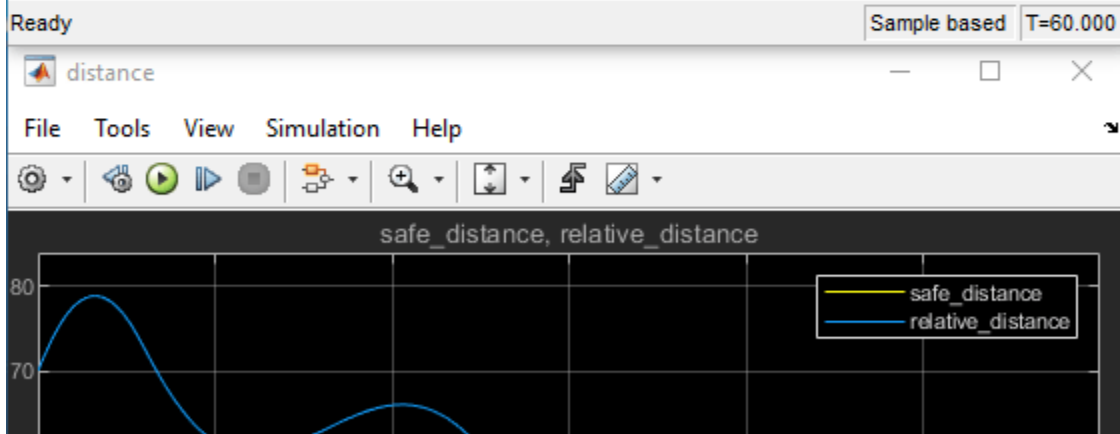 Ready Sample based T=60.000
distance
File Tools View Simulation Help
safe_distance, relative_distance
80
safe_distance
relative_distance
70